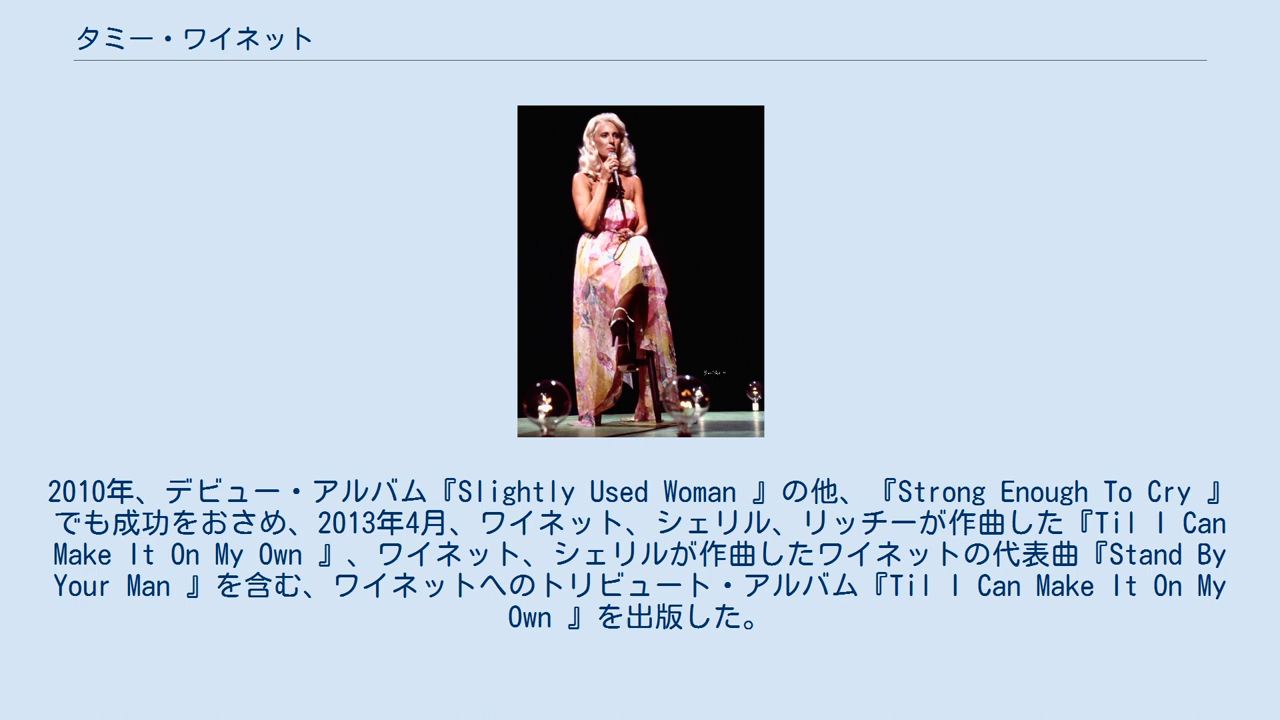 タミー・ワイネット
2010年、デビュー・アルバム『Slightly Used Woman 』の他、『Strong Enough To Cry 』
でも成功をおさめ、2013年4月、ワイネット、シェリル、リッチーが作曲した『Til I Can
Make It On My Own 』、ワイネット、シェリルが作曲したワイネットの代表曲『Stand By
Your Man 』を含む、ワイネットへのトリビュート・アルバム『Til I Can Make It On My
Own 』を出版した。